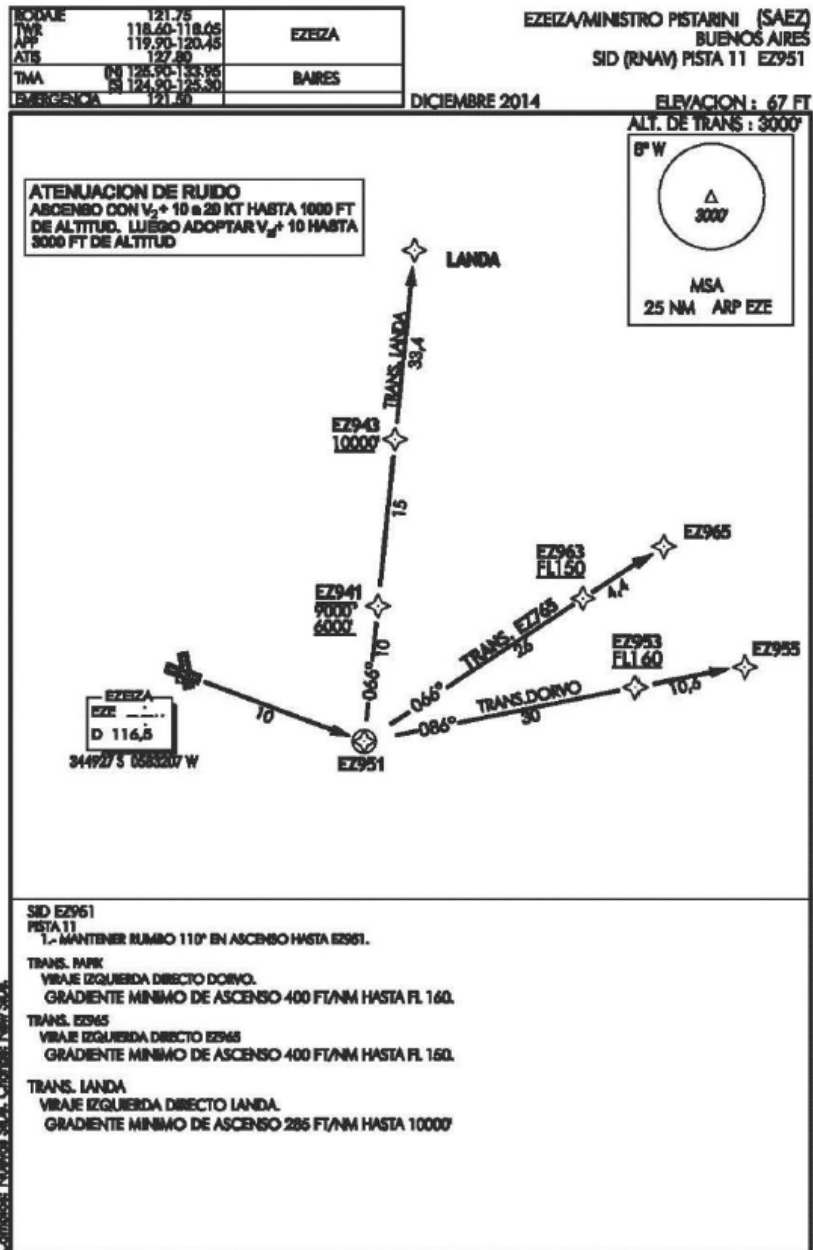 RODAJE 121.75
TWR 118.60-118.05
APP 119.90-120.45
ATIS 127.80
EZEIZA
TMA (N) 125.90-133.95
(S) 124.90-125.30
BAIRES
EMERGENCIA 121.50
EZEIZA/MINISTRO PISTARINI (SAEZ)
BUENOS AIRES
SID (RNAV) PISTA 11 EZ951
DICIEMBRE 2014
ELEVACION : 67 FT
ALT. DE TRANS : 3000'
8° W
3000'
MSA
25 NM ARP EZE
ATENUACION DE RUIDO
ASCENSO CON V2+ 10 a 20 KT HASTA 1000 FT
DE ALTITUD. LUEGO ADOPTAR Vzf+ 10 HASTA
3000 FT DE ALTITUD
LANDA
TRANS. LANDA
33,4
EZ943
10000'
15
EZ941
9000'
6000'
10
066°
EZ965
EZ963
FL150
4,4
TRANS. EZ765
26
066°
EZ953
FL160
EZ955
TRANS.DORVO
10,6
086°
30
EZEIZA
EZE
D 116,5
344927 S 0583207 W
10
EZ951
SID EZ951
PISTA 11
1.- MANTENER RUMBO 110° EN ASCENSO HASTA EZ951.
TRANS. PAPIK
VIRAJE IZQUIERDA DIRECTO DORVO.
GRADIENTE MINIMO DE ASCENSO 400 FT/NM HASTA FL 160.
TRANS. EZ965
VIRAJE IZQUIERDA DIRECTO EZ965
GRADIENTE MINIMO DE ASCENSO 400 FT/NM HASTA FL 150.
TRANS. LANDA
VIRAJE IZQUIERDA DIRECTO LANDA.
GRADIENTE MINIMO DE ASCENSO 285 FT/NM HASTA 10000'